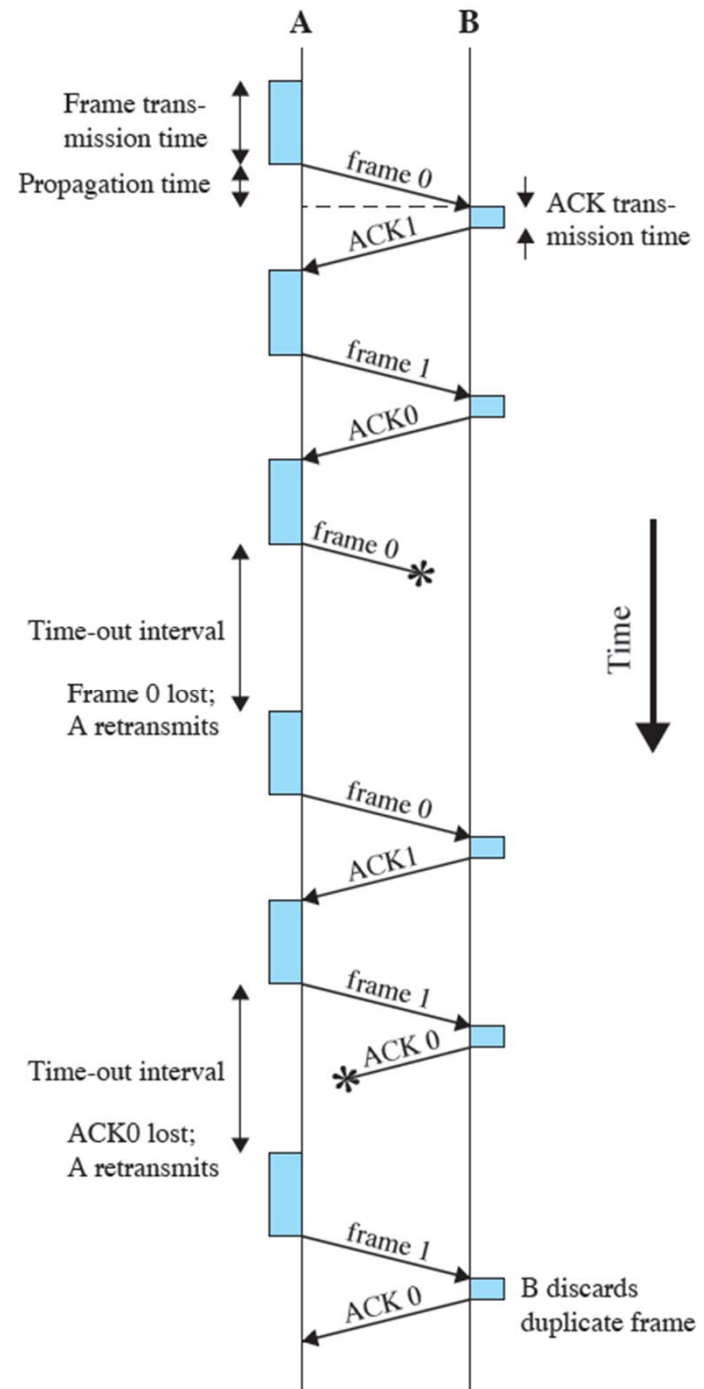 A
B
Frame trans-
mission time
Propagation time
frame 0
ACK trans-
mission time
ACK1
frame 1
ACK0
frame 0
Time-out interval
Time
Frame 0 lost;
A retransmits
frame 0
ACK1
frame 1
ACK 0
Time-out interval
ACK0 lost;
A retransmits
frame 1
ACK 0
B discards
duplicate frame